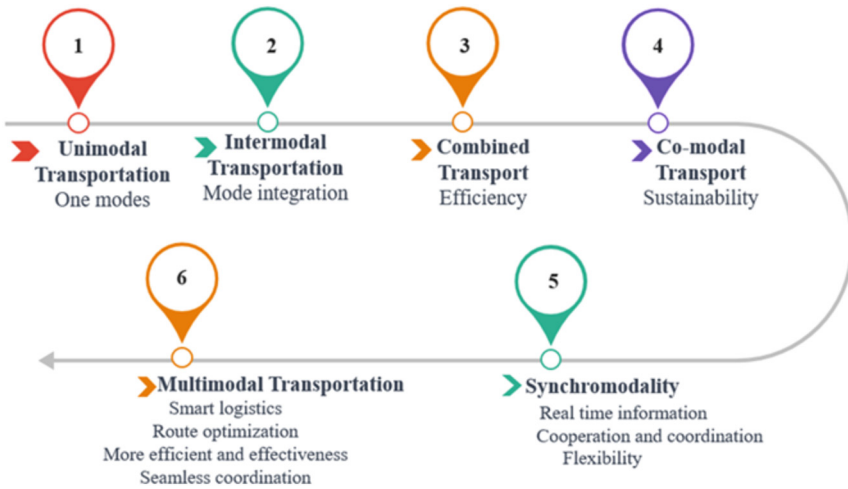 1
2
3
4
Unimodal
Transportation
One modes
Intermodal
Transportation
Mode integration
Combined
Transport
Efficiency
Co-modal
Transport
Sustainability
5
Synchromodality
Real time information
Cooperation and coordination
Flexibility
6
Multimodal Transportation
Smart logistics
Route optimization
More efficient and effectiveness
Seamless coordination